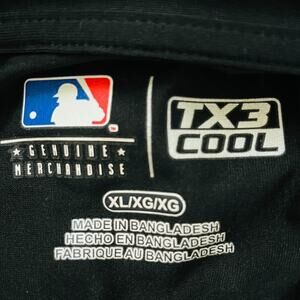 ★ GENUINE ★
MERCHANDISE
TX3
COOL
XL/XG/XG
MADE IN BANGLADESH
HECHO EN BANGLADESH
FABRIQUE AU BANGLADESH